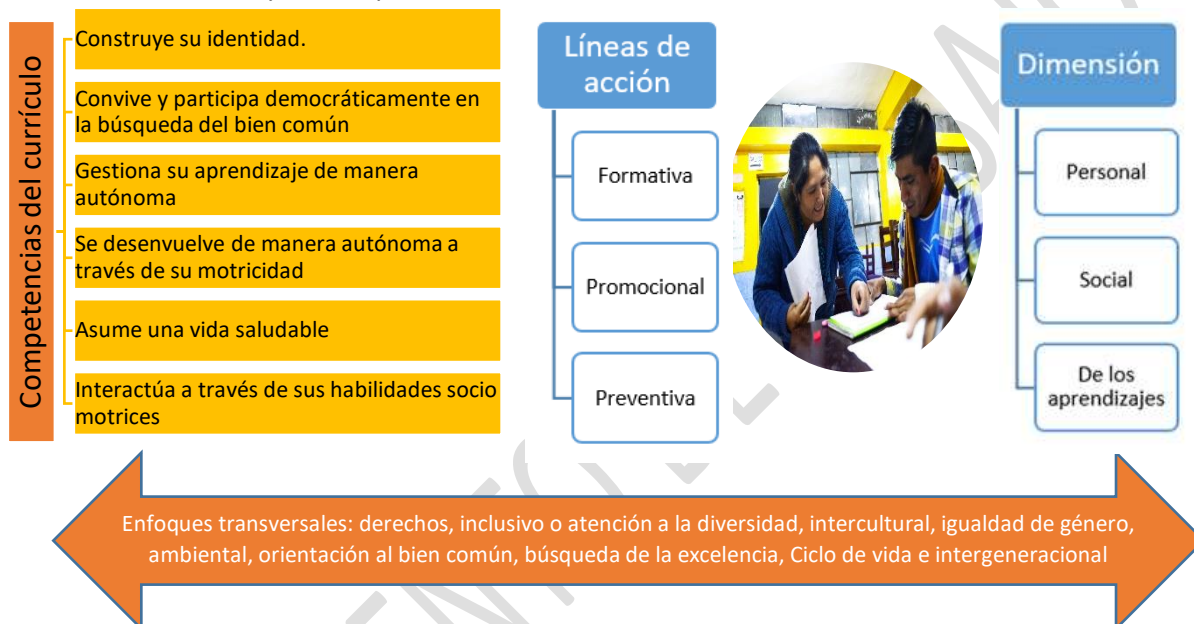 Competencias del currículo
Construye su identidad.
Convive y participa democráticamente en
la búsqueda del bien común
Gestiona su aprendizaje de manera
autónoma
Se desenvuelve de manera autónoma a
través de su motricidad
Asume una vida saludable
Interactúa a través de sus habilidades socio
motrices
Líneas de
acción
Formativa
Promocional
Preventiva
Dimensión
Personal
Social
De los
aprendizajes
Enfoques transversales: derechos, inclusivo o atención a la diversidad, intercultural, igualdad de género,
ambiental, orientación al bien común, búsqueda de la excelencia, Ciclo de vida e intergeneracional